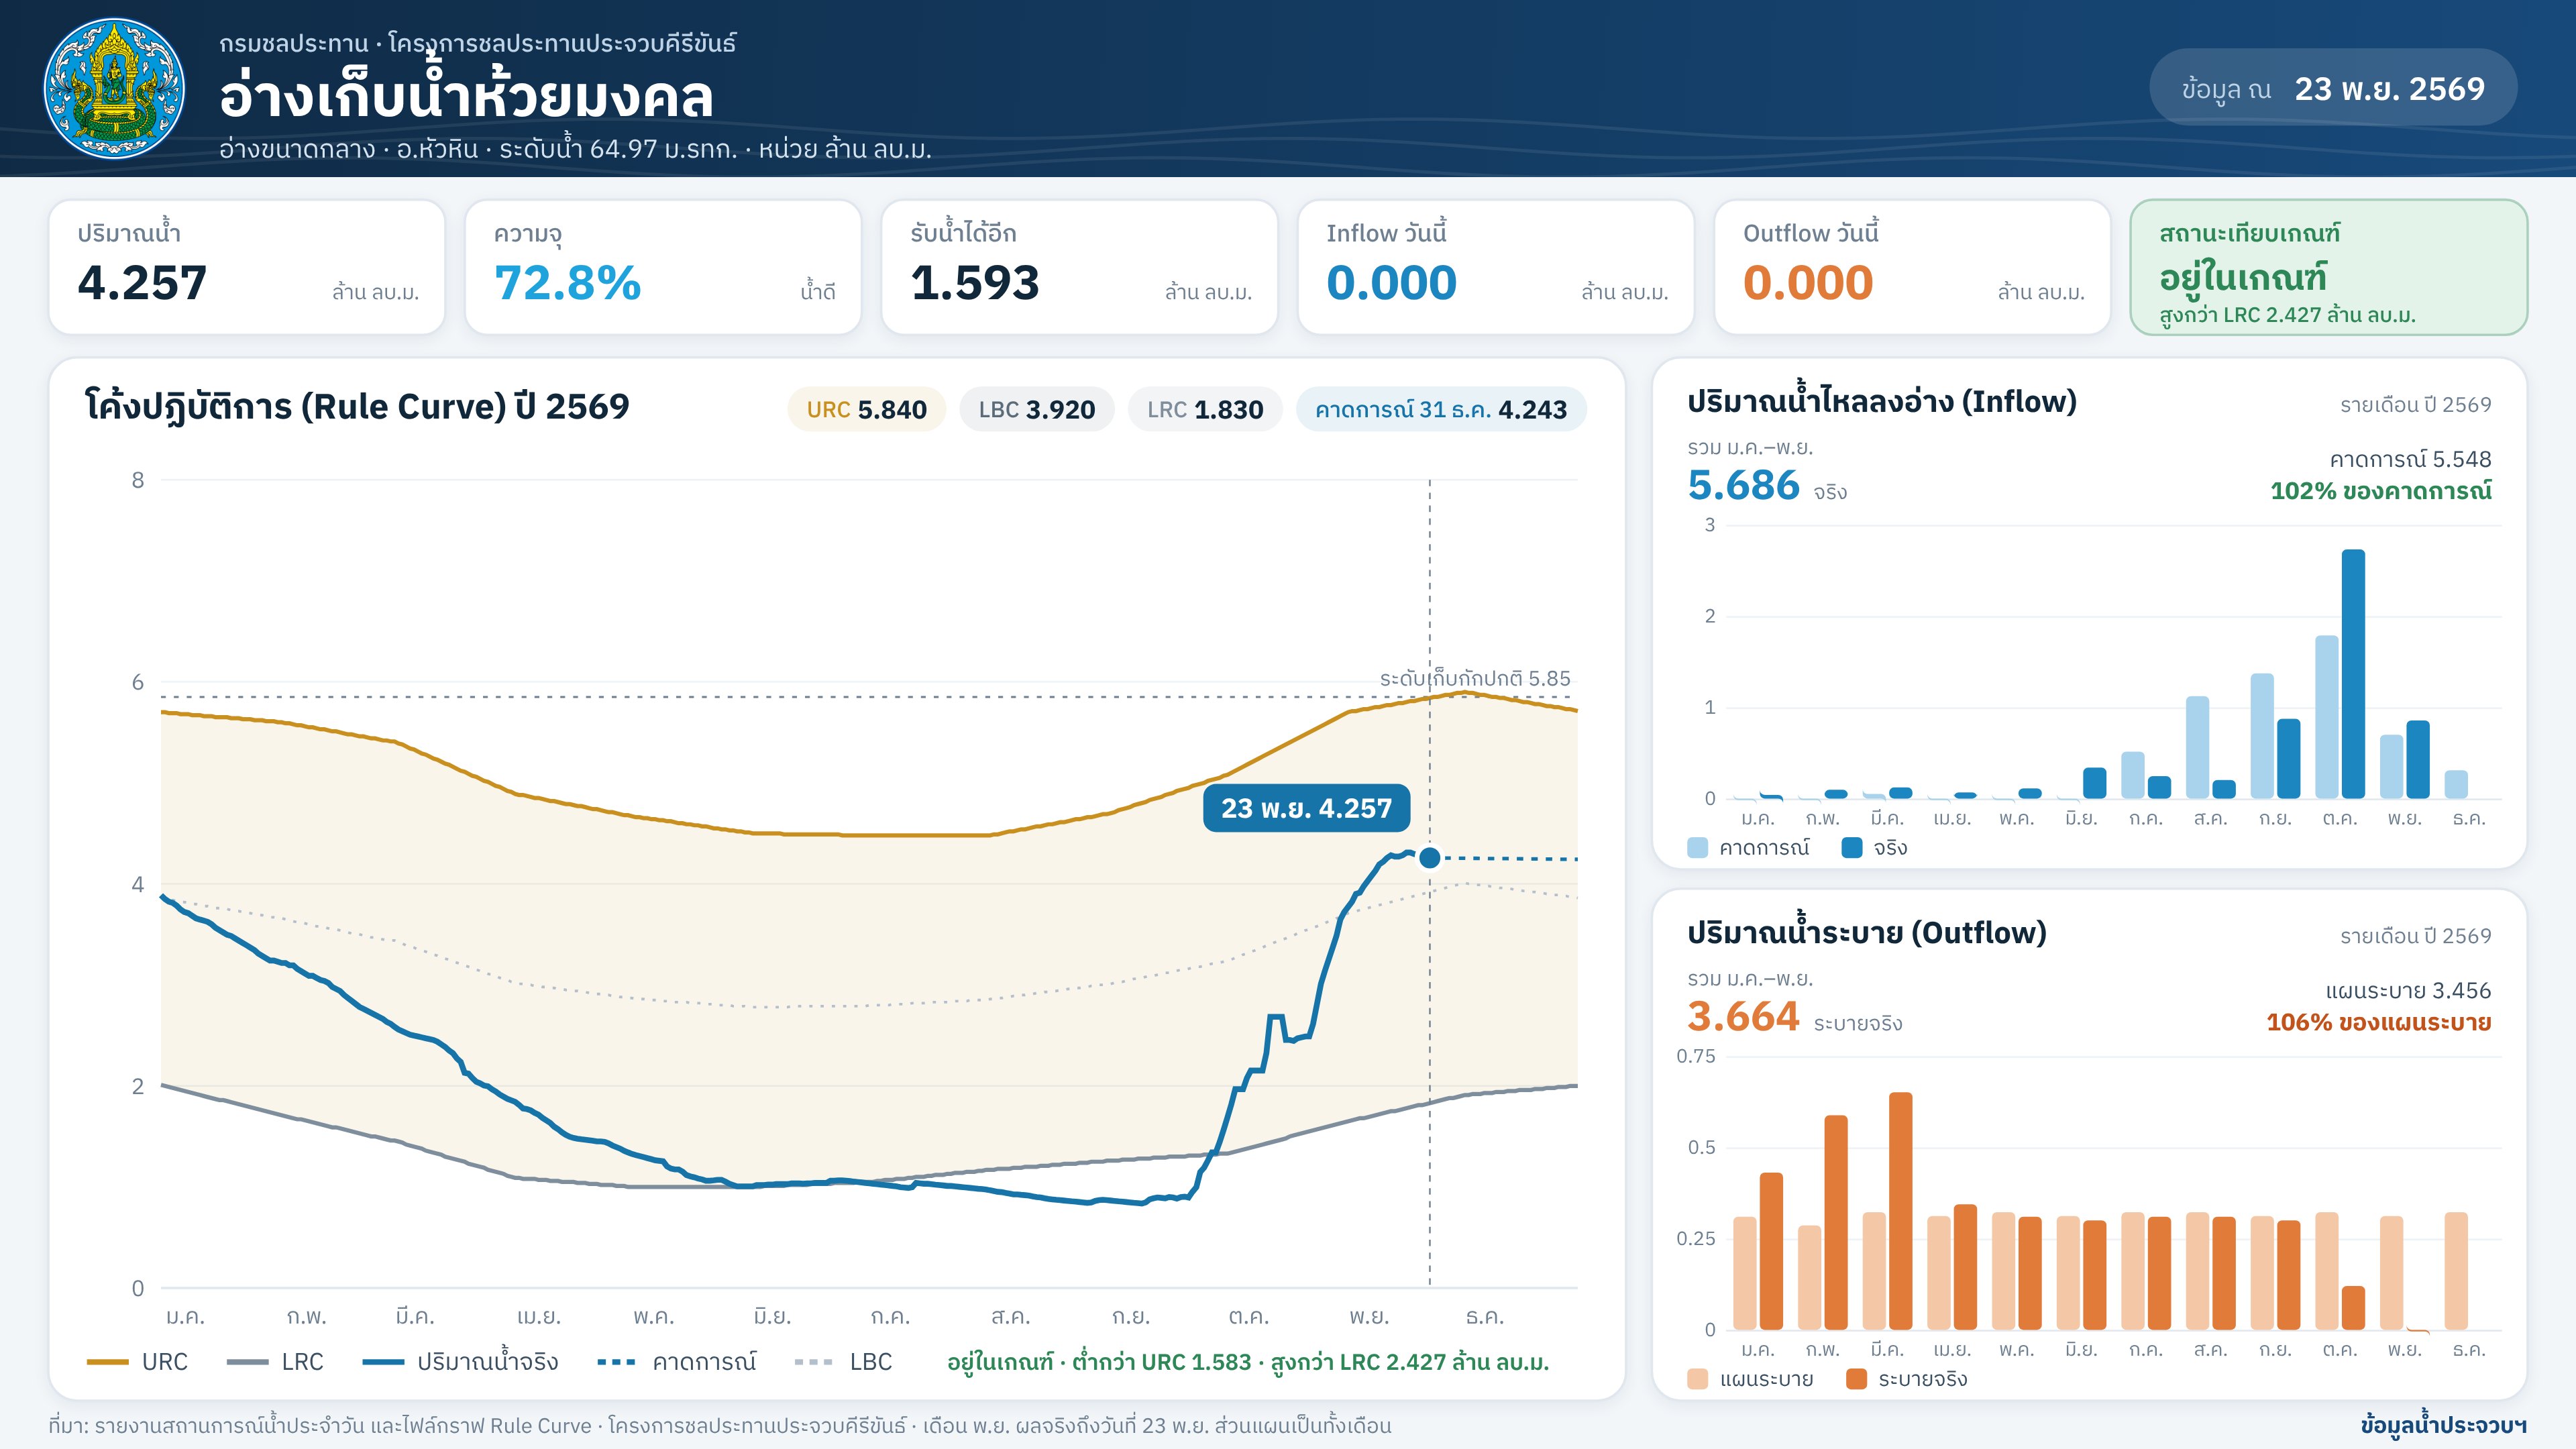 กรมชลประทาน · โครงการชลประทานประจวบคีรีขันธ์
อ่างเก็บน้ำห้วยมงคล
อ่างขนาดกลาง · อ.หัวหิน · ระดับน้ำ 64.97 ม.รทก. · หน่วย ล้าน ลบ.ม.
ข้อมูล ณ 23 พ.ย. 2569
ปริมาณน้ำ
4.257 ล้าน ลบ.ม.
ความจุ
72.8% น้ำดี
รับน้ำได้อีก
1.593 ล้าน ลบ.ม.
Inflow วันนี้
0.000 ล้าน ลบ.ม.
Outflow วันนี้
0.000 ล้าน ลบ.ม.
สถานะเทียบเกณฑ์
อยู่ในเกณฑ์
สูงกว่า LRC 2.427 ล้าน ลบ.ม.
โค้งปฏิบัติการ (Rule Curve) ปี 2569
URC 5.840 LBC 3.920 LRC 1.830 คาดการณ์ 31 ธ.ค. 4.243
8
6
4
2
0
ระดับเก็บกักปกติ 5.85
23 พ.ย. 4.257
ม.ค. ก.พ. มี.ค. เม.ย. พ.ค. มิ.ย. ก.ค. ส.ค. ก.ย. ต.ค. พ.ย. ธ.ค.
URC LRC ปริมาณน้ำจริง คาดการณ์ LBC อยู่ในเกณฑ์ · ต่ำกว่า URC 1.583 · สูงกว่า LRC 2.427 ล้าน ลบ.ม.
ปริมาณน้ำไหลลงอ่าง (Inflow) รายเดือน ปี 2569
รวม ม.ค.–พ.ย.
5.686 จริง
คาดการณ์ 5.548
102% ของคาดการณ์
3
2
1
0
ม.ค. ก.พ. มี.ค. เม.ย. พ.ค. มิ.ย. ก.ค. ส.ค. ก.ย. ต.ค. พ.ย. ธ.ค.
คาดการณ์ จริง
ปริมาณน้ำระบาย (Outflow) รายเดือน ปี 2569
รวม ม.ค.–พ.ย.
3.664 ระบายจริง
แผนระบาย 3.456
106% ของแผนระบาย
0.75
0.5
0.25
0
ม.ค. ก.พ. มี.ค. เม.ย. พ.ค. มิ.ย. ก.ค. ส.ค. ก.ย. ต.ค. พ.ย. ธ.ค.
แผนระบาย ระบายจริง
ที่มา: รายงานสถานการณ์น้ำประจำวัน และไฟล์กราฟ Rule Curve · โครงการชลประทานประจวบคีรีขันธ์ · เดือน พ.ย. ผลจริงถึงวันที่ 23 พ.ย. ส่วนแผนเป็นทั้งเดือน
ข้อมูลน้ำประจวบฯ